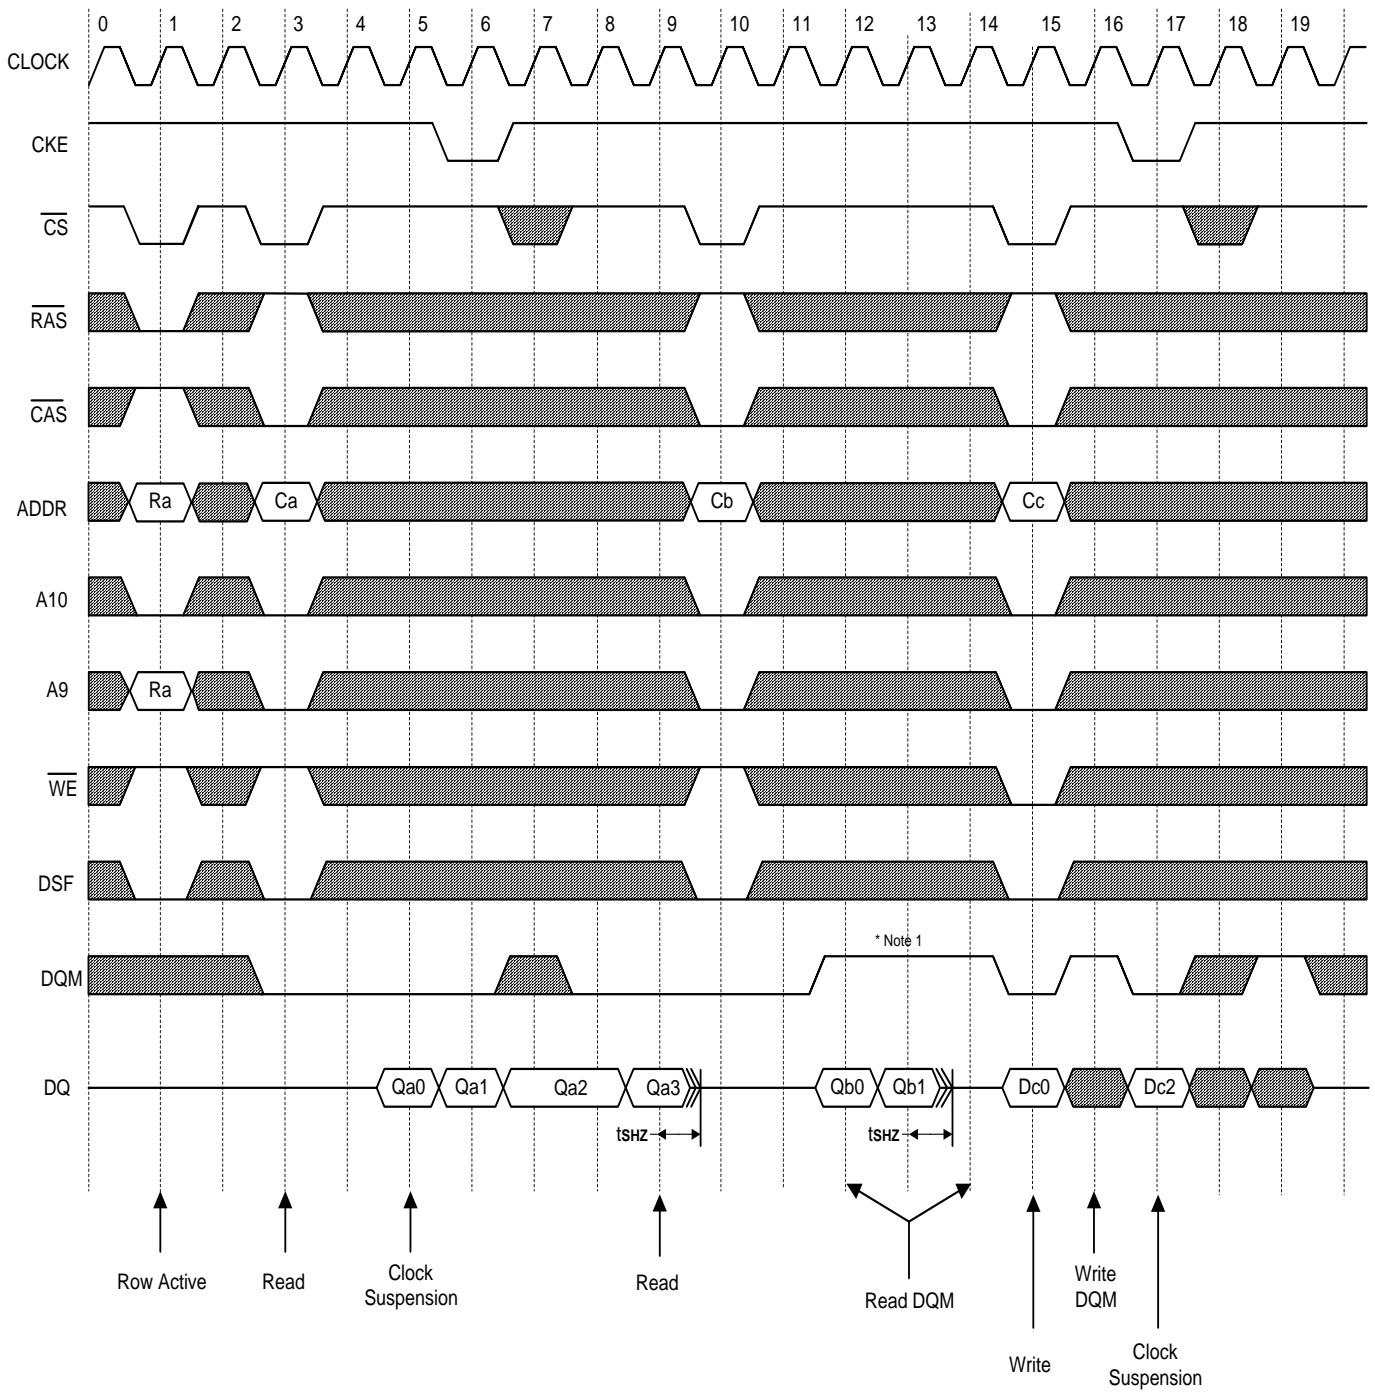 0 1 2 3 4 5 6 7 8 9 10 11 12 13 14 15 16 17 18 19
CLOCK
CKE
CS
RAS
CAS
ADDR Ra Ca Cb Cc
A10
A9 Ra
WE
DSF
* Note 1
DQM
DQ Qa0 Qa1 Qa2 Qa3 Qb0 Qb1 Dc0 Dc2
tSHZ tSHZ
Row Active Read Clock Suspension Read Read DQM Write DQM
Write Clock Suspension